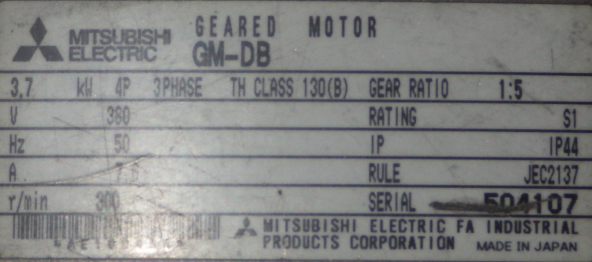 GEARED MOTOR
MITSUBISHI ELECTRIC GM-DB
3.7 kW 4P 3PHASE TH CLASS 130(B) GEAR RATIO 1:5
V 380 RATING S1
Hz 50 IP IP44
A RULE JEC2137
r/min 300 SERIAL 504107
MITSUBISHI ELECTRIC FA INDUSTRIAL
PRODUCTS CORPORATION MADE IN JAPAN